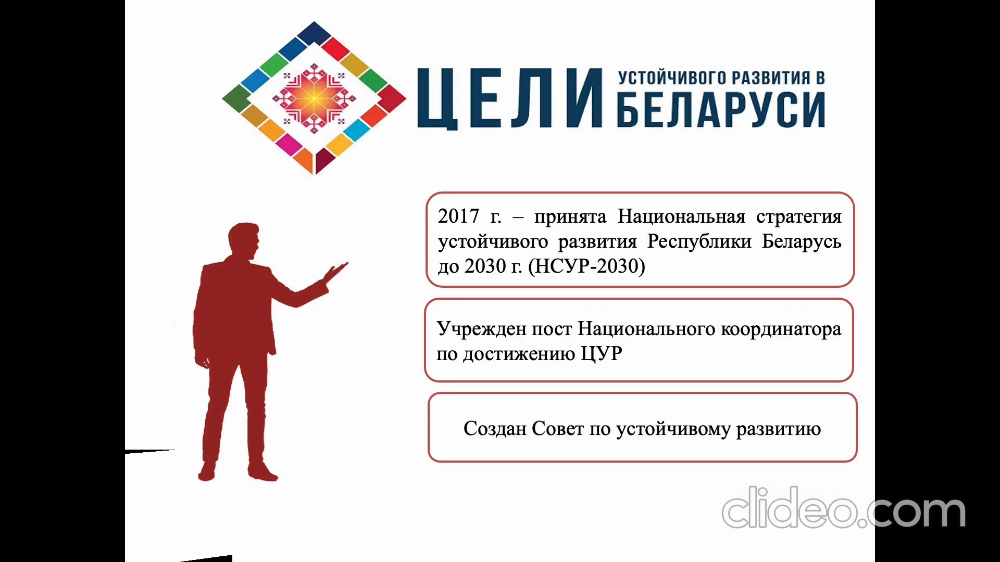 ЦЕЛИ
УСТОЙЧИВОГО РАЗВИТИЯ В
БЕЛАРУСИ
2017 г. – принята Национальная стратегия
устойчивого развития Республики Беларусь
до 2030 г. (НСУР-2030)
Учрежден пост Национального координатора
по достижению ЦУР
Создан Совет по устойчивому развитию
clideo.com